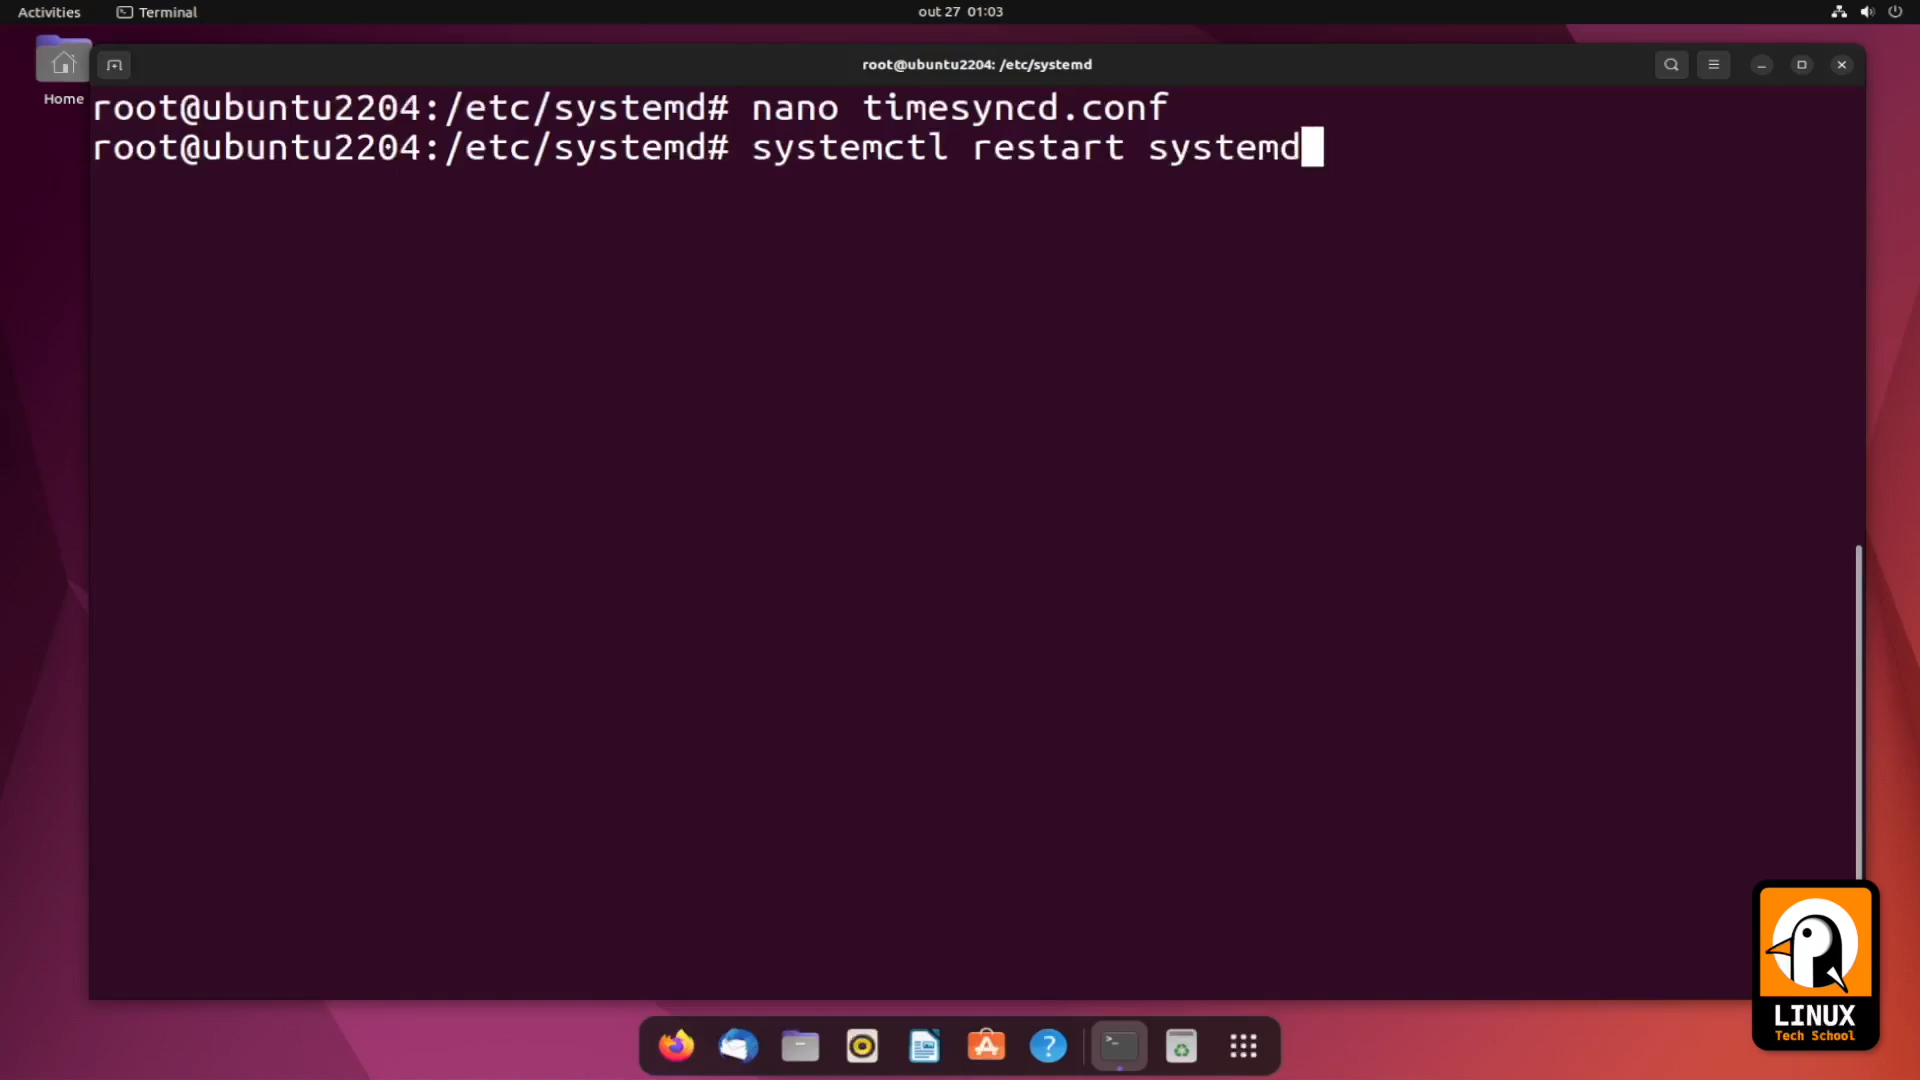 Activities
Terminal
out 27 01:03
root@ubuntu2204: /etc/systemd
Home
root@ubuntu2204:/etc/systemd# nano timesyncd.conf
root@ubuntu2204:/etc/systemd# systemctl restart systemd
LINUX
Tech School